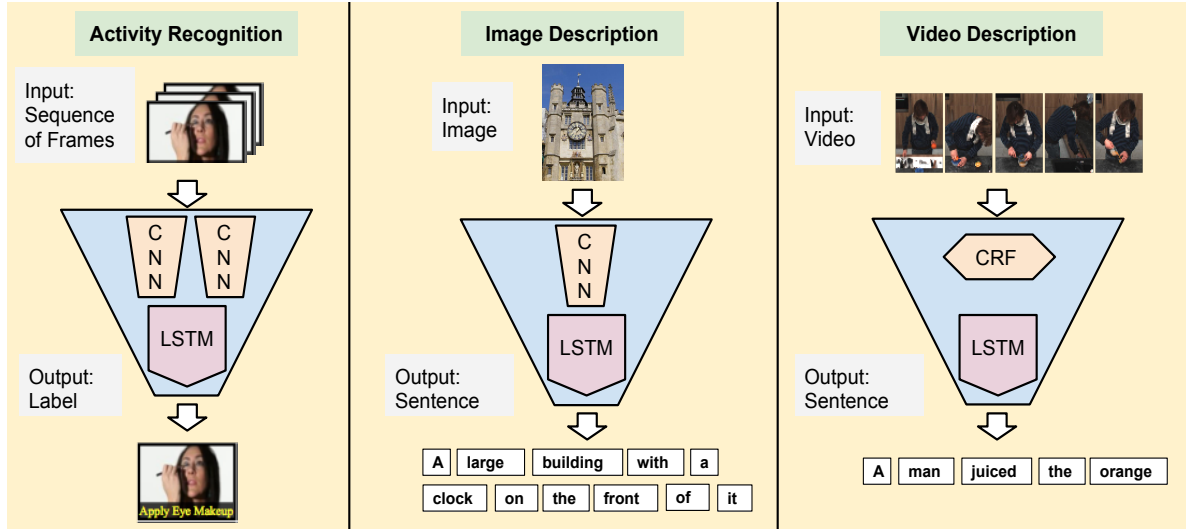 Activity Recognition
Input:
Sequence
of Frames
C C
N N
N N
LSTM
Output:
Label
Apply Eye Makeup
Image Description
Input:
Image
C
N
N
LSTM
Output:
Sentence
A large building with a
clock on the front of it
Video Description
Input:
Video
CRF
LSTM
Output:
Sentence
A man juiced the orange